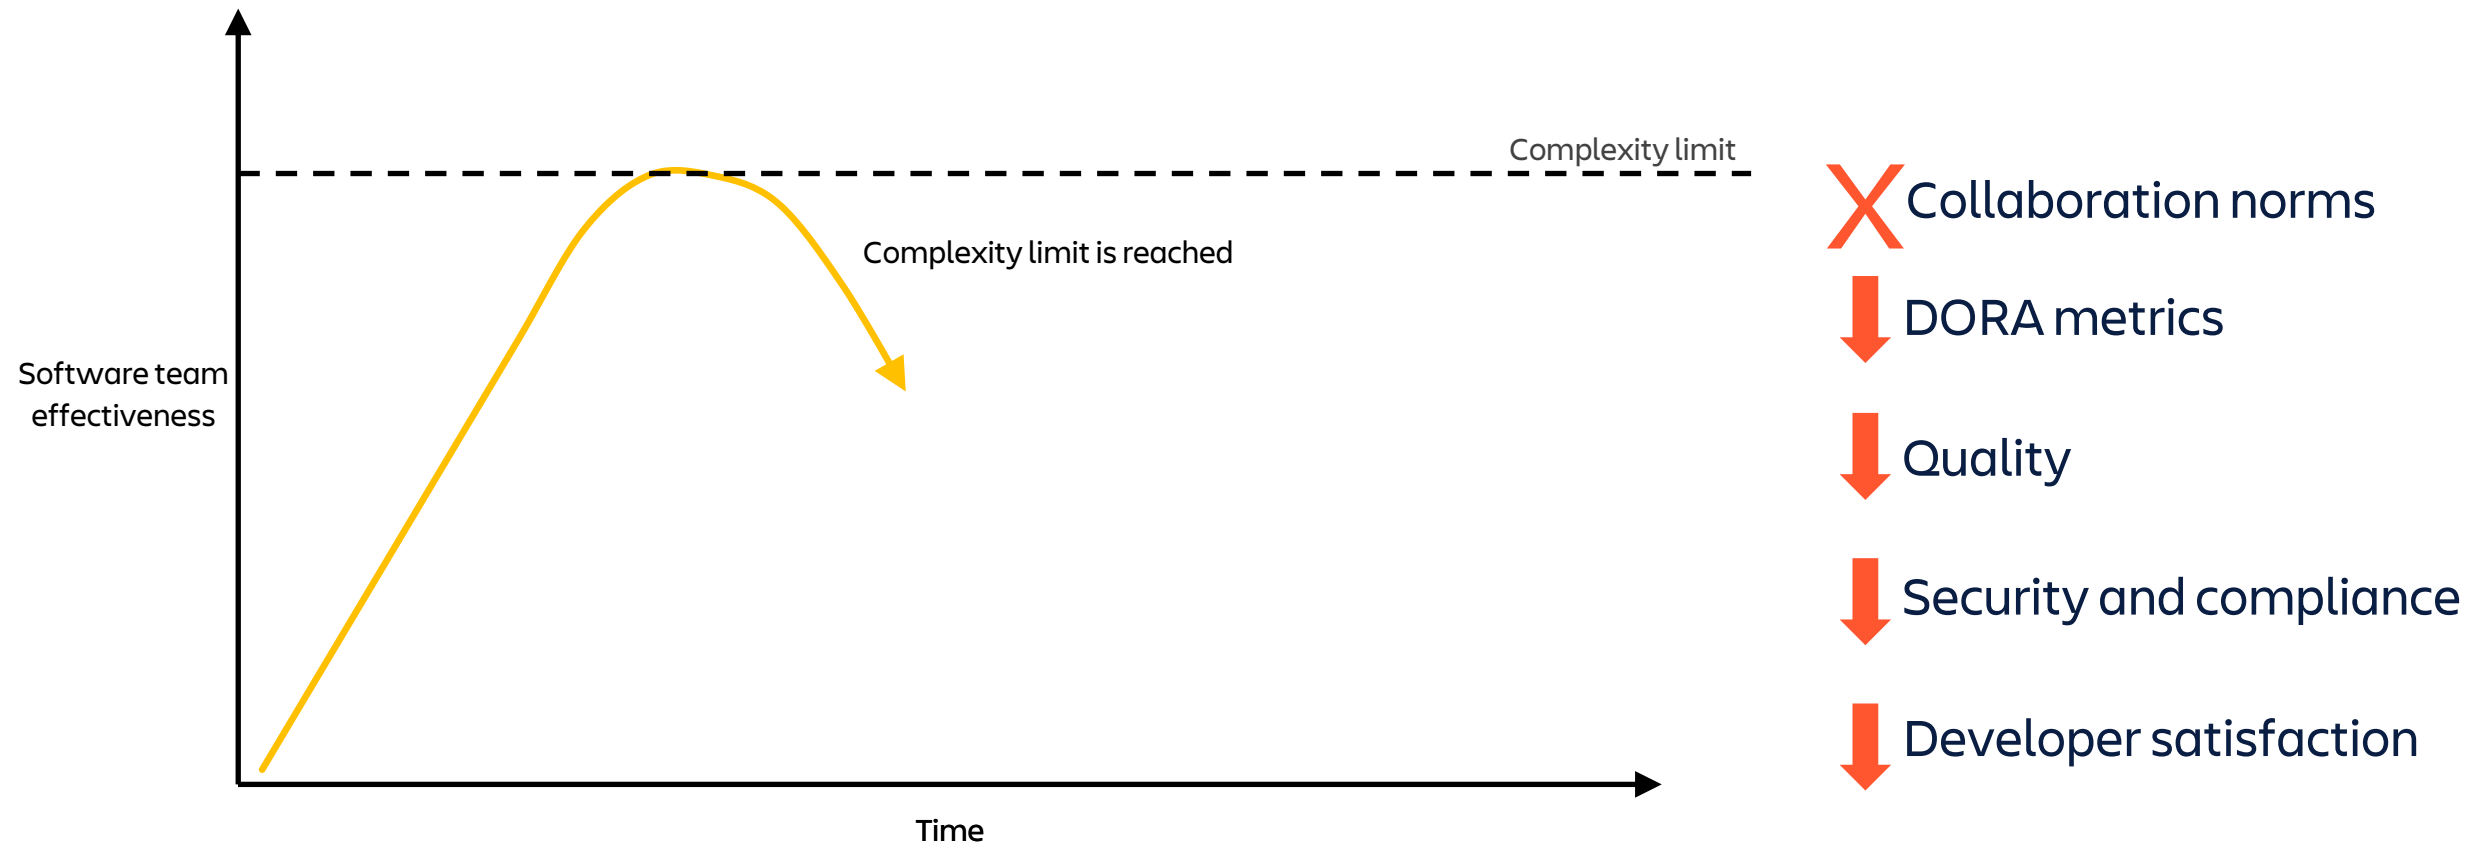 Complexity limit
Complexity limit is reached
Software team
effectiveness
Time
Collaboration norms
DORA metrics
Quality
Security and compliance
Developer satisfaction